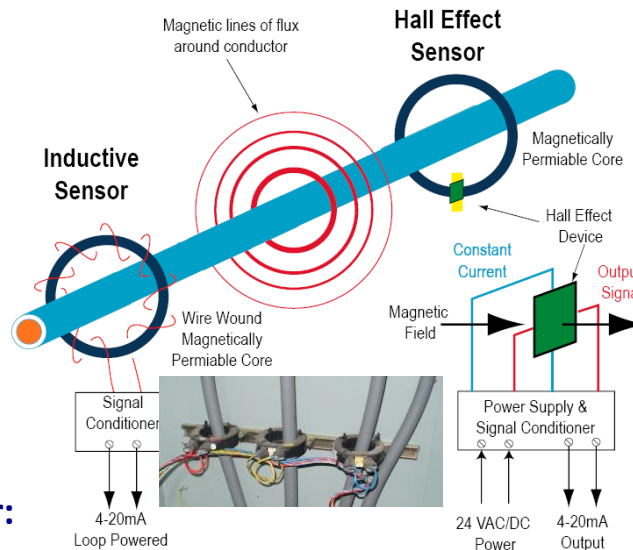 Magnetic lines of flux
around conductor
Hall Effect
Sensor
Magnetically
Permiable Core
Inductive
Sensor
Hall Effect
Device
Constant
Current
Output
Signal
Magnetic
Field
Wire Wound
Magnetically
Permiable Core
Signal
Conditioner
Power Supply &
Signal Conditioner
4-20mA
Loop Powered
24 VAC/DC
Power
4-20mA
Output